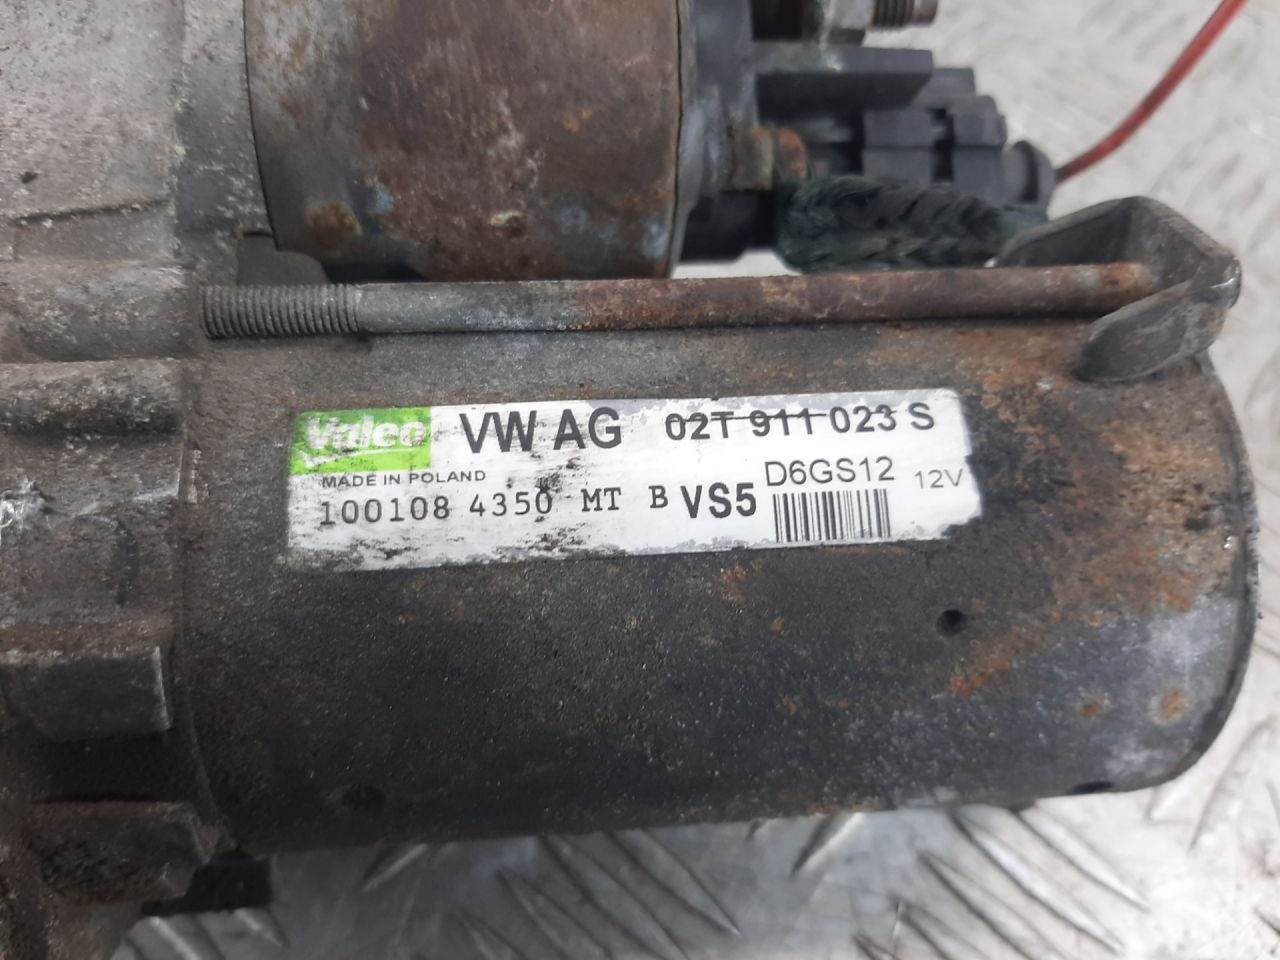 Valeo VW AG 02T 911 023 S
MADE IN POLAND D6GS12 12V
100108 4350 MT B VS5